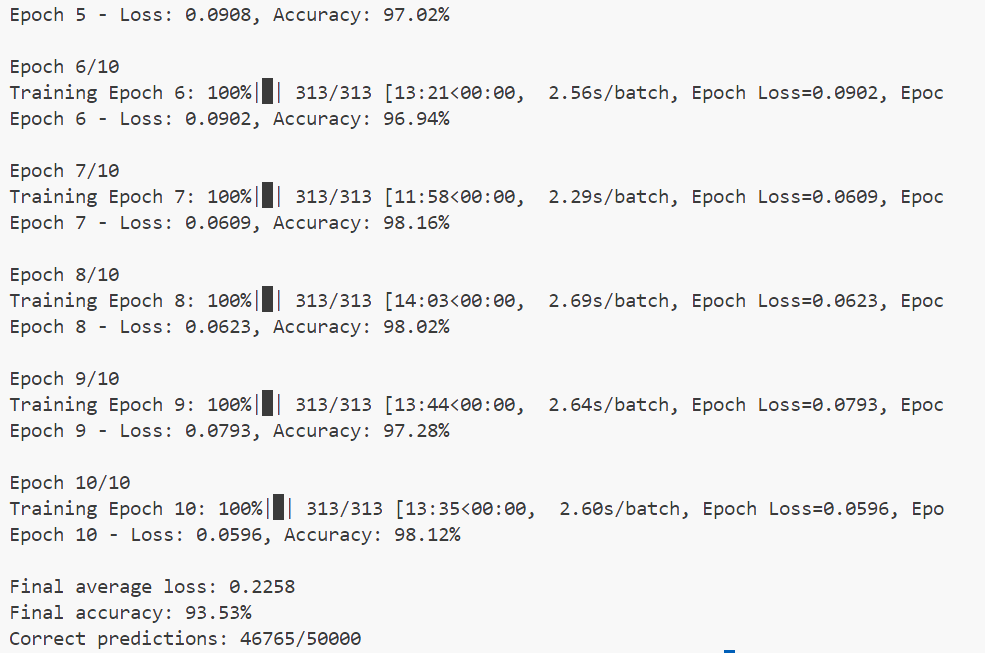 Epoch 5 - Loss: 0.0908, Accuracy: 97.02%
Epoch 6/10
Training Epoch 6: 100%|█| 313/313 [13:21<00:00,  2.56s/batch, Epoch Loss=0.0902, Epoc
Epoch 6 - Loss: 0.0902, Accuracy: 96.94%
Epoch 7/10
Training Epoch 7: 100%|█| 313/313 [11:58<00:00,  2.29s/batch, Epoch Loss=0.0609, Epoc
Epoch 7 - Loss: 0.0609, Accuracy: 98.16%
Epoch 8/10
Training Epoch 8: 100%|█| 313/313 [14:03<00:00,  2.69s/batch, Epoch Loss=0.0623, Epoc
Epoch 8 - Loss: 0.0623, Accuracy: 98.02%
Epoch 9/10
Training Epoch 9: 100%|█| 313/313 [13:44<00:00,  2.64s/batch, Epoch Loss=0.0793, Epoc
Epoch 9 - Loss: 0.0793, Accuracy: 97.28%
Epoch 10/10
Training Epoch 10: 100%|█| 313/313 [13:35<00:00,  2.60s/batch, Epoch Loss=0.0596, Epo
Epoch 10 - Loss: 0.0596, Accuracy: 98.12%
Final average loss: 0.2258
Final accuracy: 93.53%
Correct predictions: 46765/50000